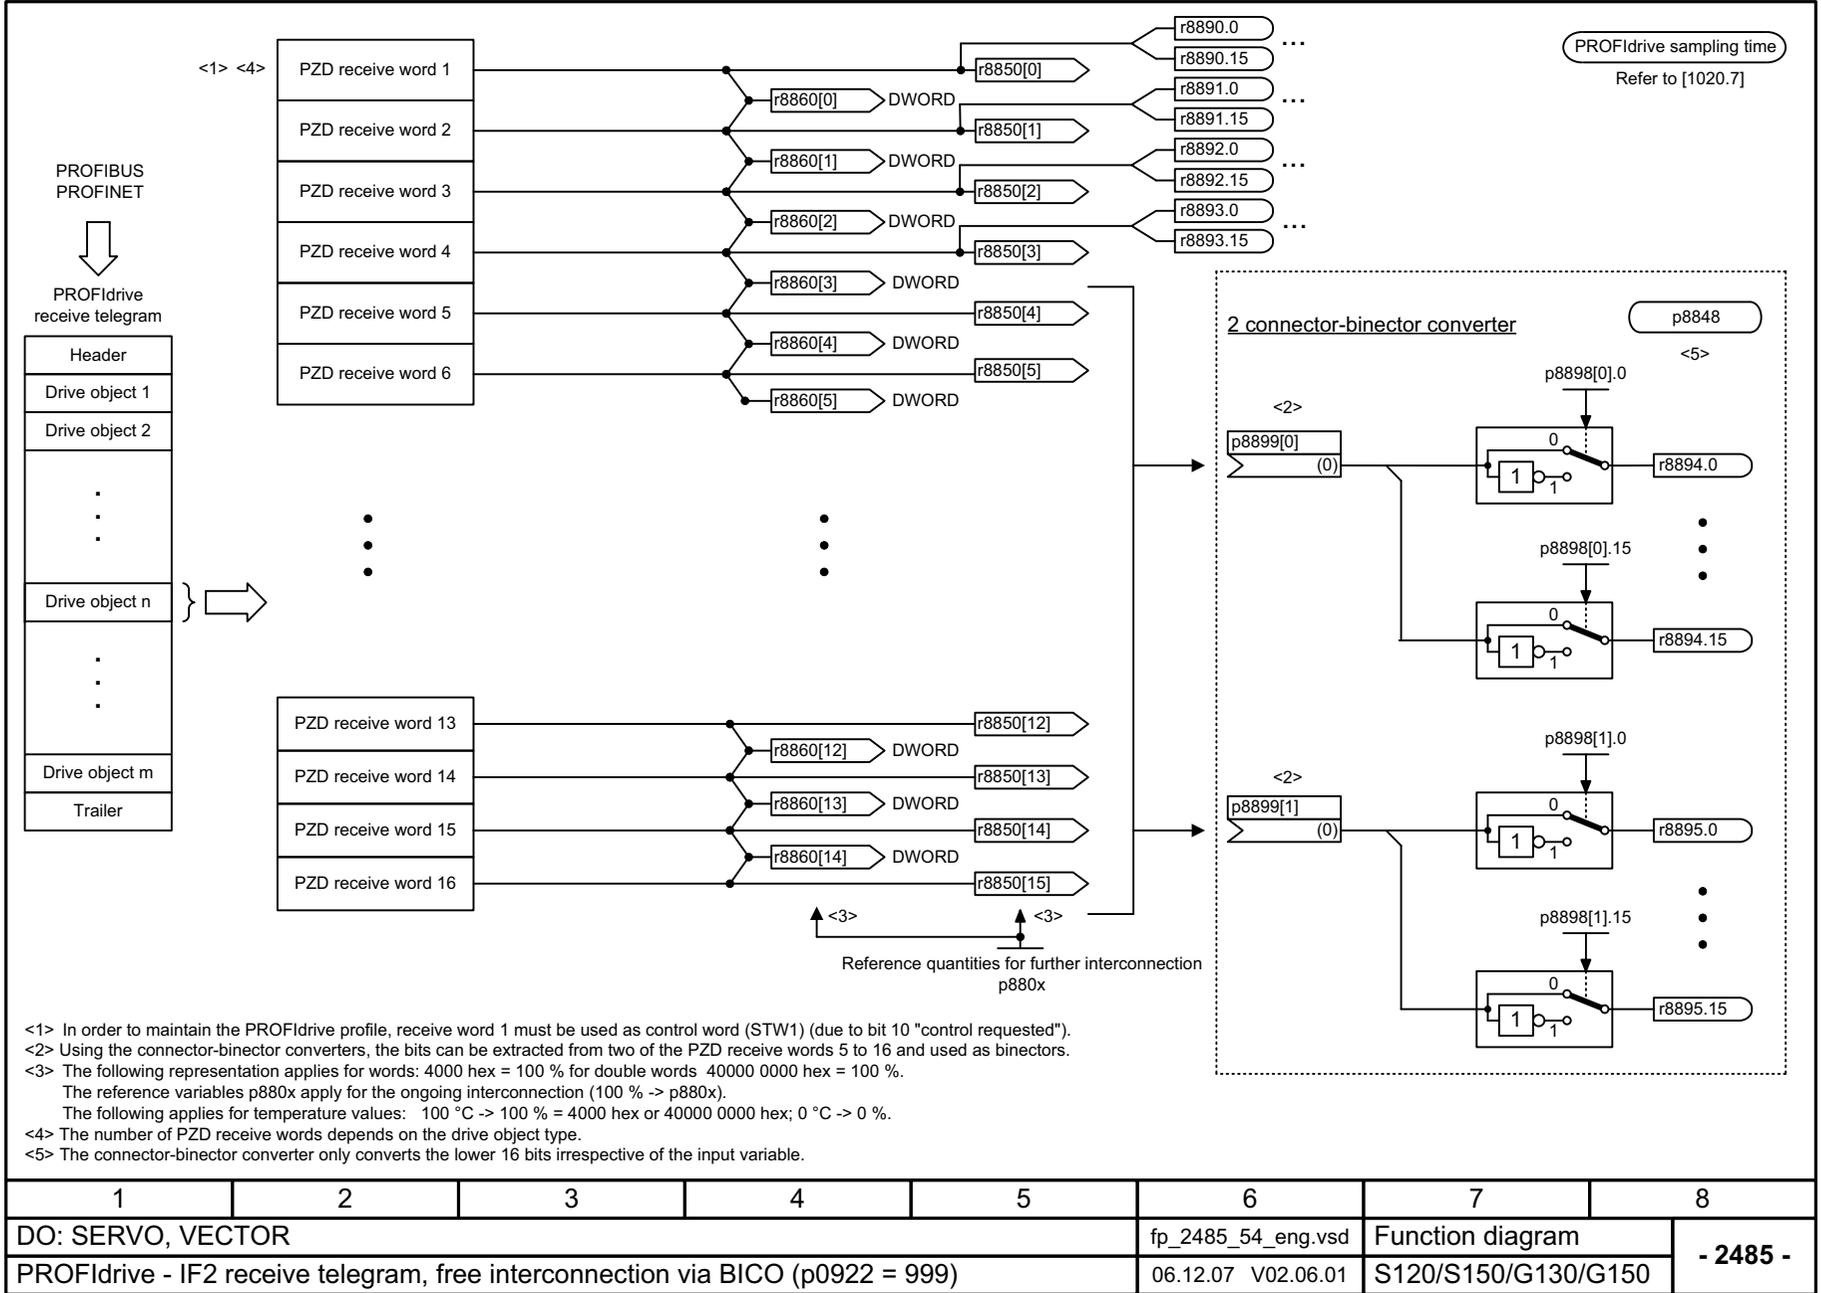 PROFIdrive sampling time
Refer to [1020.7]
<1> <4>
PZD receive word 1
PZD receive word 2
PZD receive word 3
PZD receive word 4
PZD receive word 5
PZD receive word 6
r8860[0] DWORD
r8860[1] DWORD
r8860[2] DWORD
r8860[3] DWORD
r8860[4] DWORD
r8860[5] DWORD
r8850[0]
r8850[1]
r8850[2]
r8850[3]
r8850[4]
r8850[5]
r8890.0
...
r8890.15
r8891.0
...
r8891.15
r8892.0
...
r8892.15
r8893.0
...
r8893.15
PROFIBUS
PROFINET
PROFIdrive
receive telegram
Header
Drive object 1
Drive object 2
Drive object n
Drive object m
Trailer
PZD receive word 13
PZD receive word 14
PZD receive word 15
PZD receive word 16
r8860[12] DWORD
r8860[13] DWORD
r8860[14] DWORD
r8850[12]
r8850[13]
r8850[14]
r8850[15]
<3>
<3>
Reference quantities for further interconnection
p880x
2 connector-binector converter
p8848
<5>
p8898[0].0
<2>
p8899[0]
(0)
0
1
1
r8894.0
p8898[0].15
0
1
1
r8894.15
p8898[1].0
<2>
p8899[1]
(0)
0
1
1
r8895.0
p8898[1].15
0
1
1
r8895.15
<1> In order to maintain the PROFIdrive profile, receive word 1 must be used as control word (STW1) (due to bit 10 "control requested").
<2> Using the connector-binector converters, the bits can be extracted from two of the PZD receive words 5 to 16 and used as binectors.
<3> The following representation applies for words: 4000 hex = 100 % for double words 40000 0000 hex = 100 %.
The reference variables p880x apply for the ongoing interconnection (100 % -> p880x).
The following applies for temperature values: 100 °C -> 100 % = 4000 hex or 40000 0000 hex; 0 °C -> 0 %.
<4> The number of PZD receive words depends on the drive object type.
<5> The connector-binector converter only converts the lower 16 bits irrespective of the input variable.
1 2 3 4 5 6 7 8
DO: SERVO, VECTOR
fp_2485_54_eng.vsd
Function diagram
- 2485 -
PROFIdrive - IF2 receive telegram, free interconnection via BICO (p0922 = 999)
06.12.07 V02.06.01
S120/S150/G130/G150